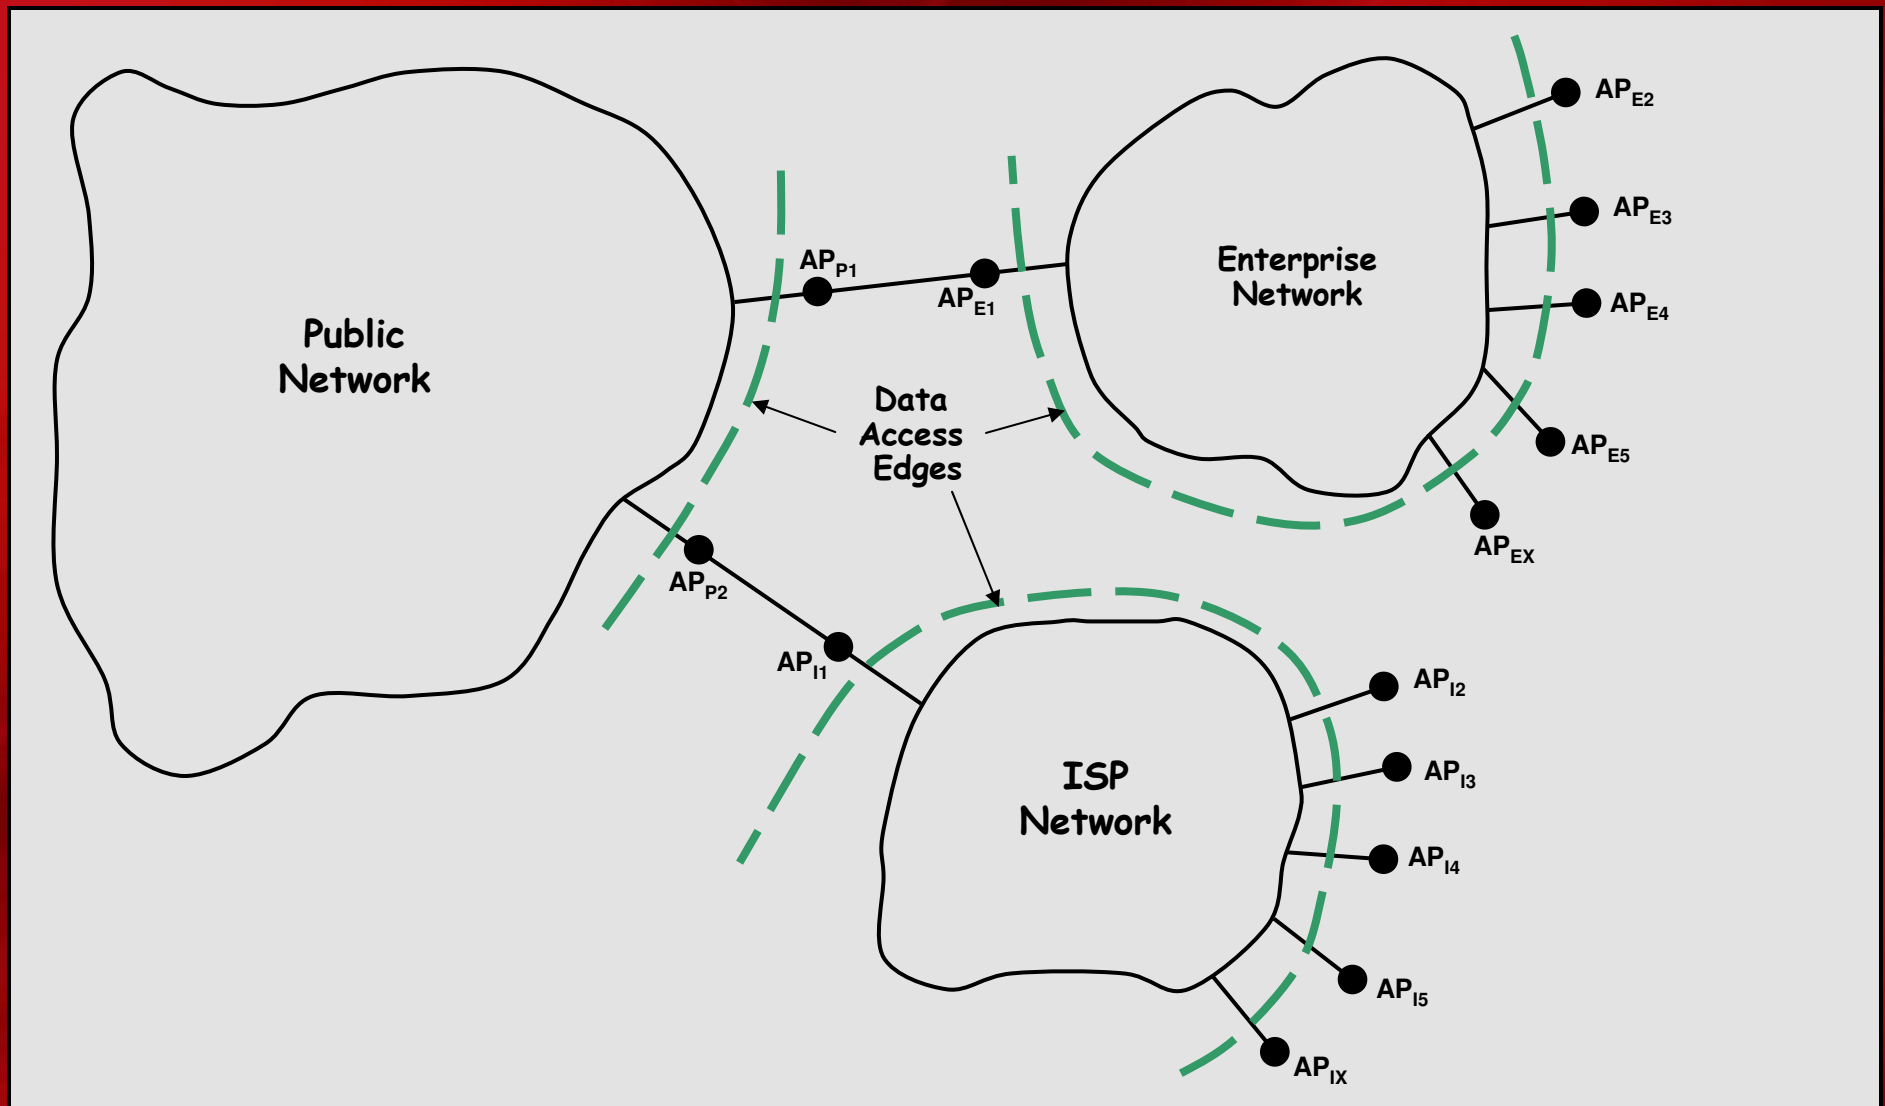 AP_E2
AP_E3
AP_P1
Enterprise
Network
AP_E1
AP_E4
Public
Network
Data
Access
Edges
AP_E5
AP_EX
AP_P2
AP_I1
AP_I2
ISP
Network
AP_I3
AP_I4
AP_I5
AP_IX